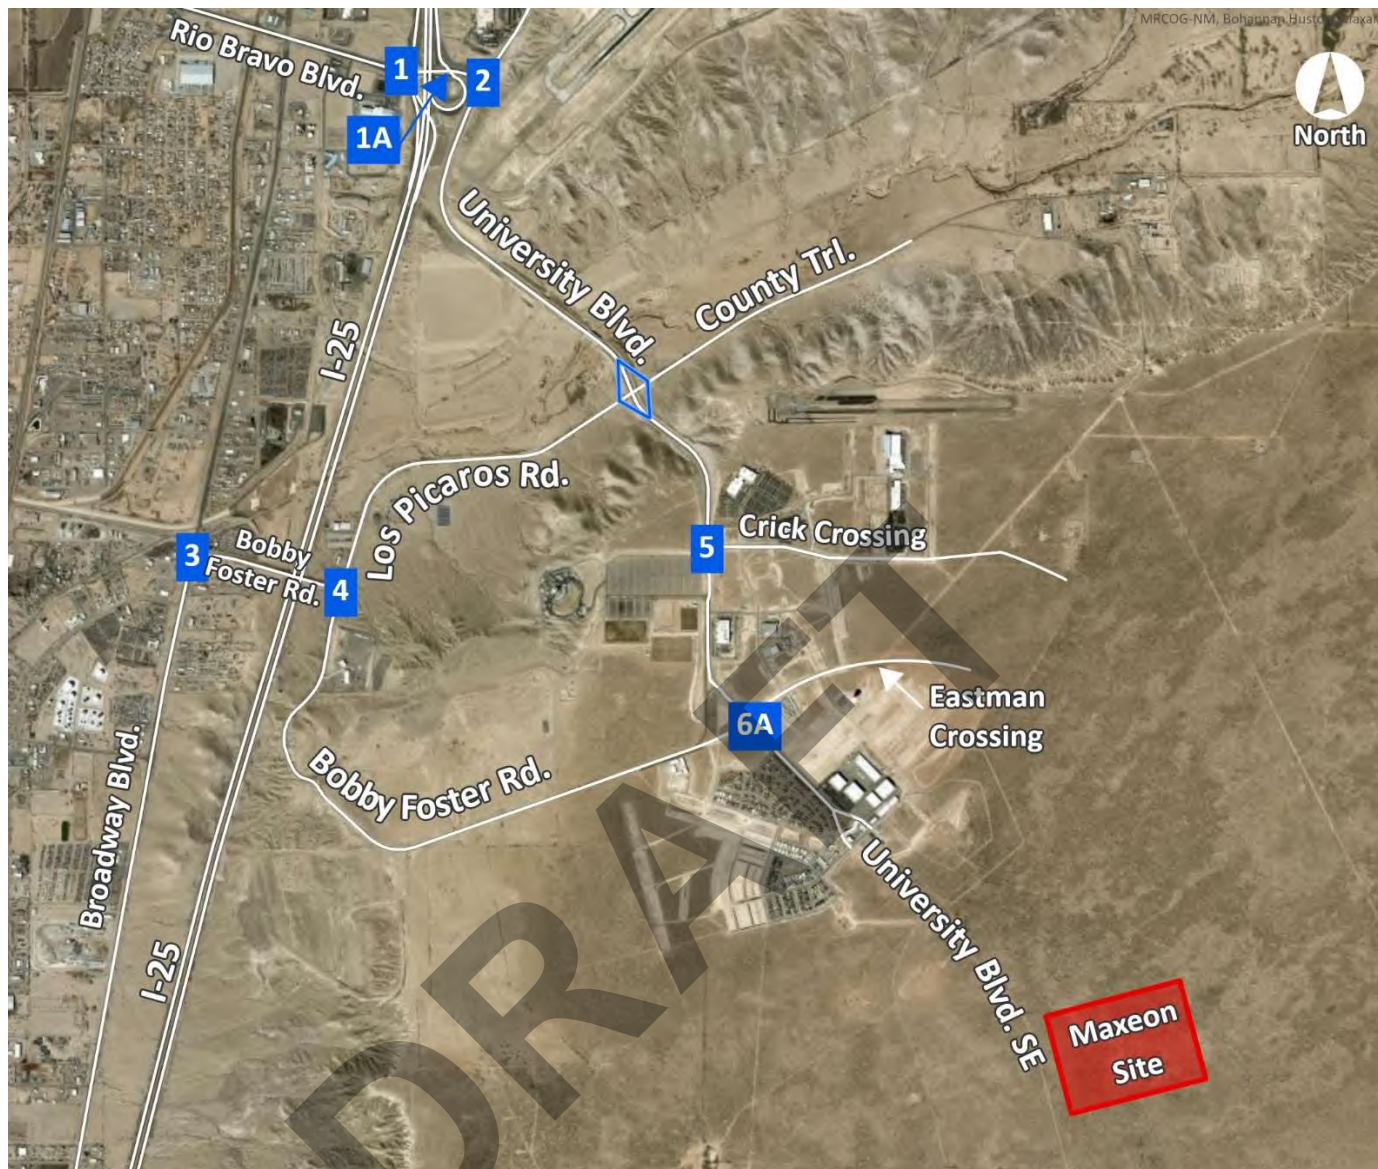 MRCOG-NM, Bohannan Huston, Maxar
Rio Bravo Blvd.
1
2
1A
North
University Blvd.
County Trl.
I-25
Los Picaros Rd.
Crick Crossing
5
3
Bobby
Foster Rd.
4
Eastman
Crossing
6A
Bobby Foster Rd.
Broadway Blvd.
University Blvd. SE
I-25
Maxeon
Site
DRAFT